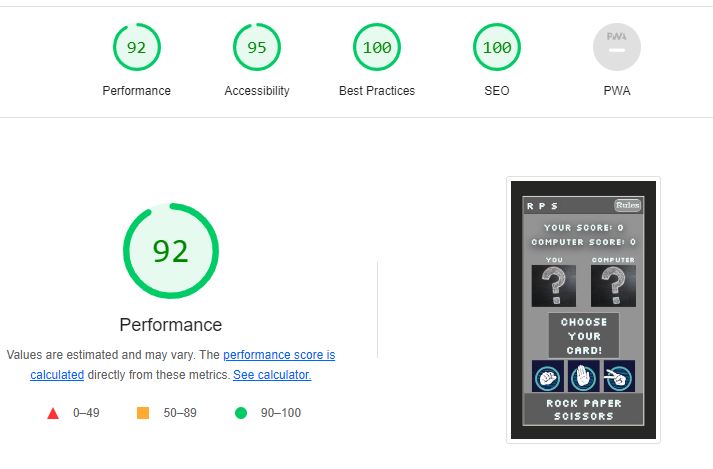 92
95
100
100
PWA
Performance
Accessibility
Best Practices
SEO
PWA
92
Performance
Values are estimated and may vary. The performance score is
calculated directly from these metrics. See calculator.
0–49
50–89
90–100
R P S
Rules
YOUR SCORE: 0
COMPUTER SCORE: 0
YOU
COMPUTER
?
?
CHOOSE
YOUR
CARD!
ROCK PAPER
SCISSORS